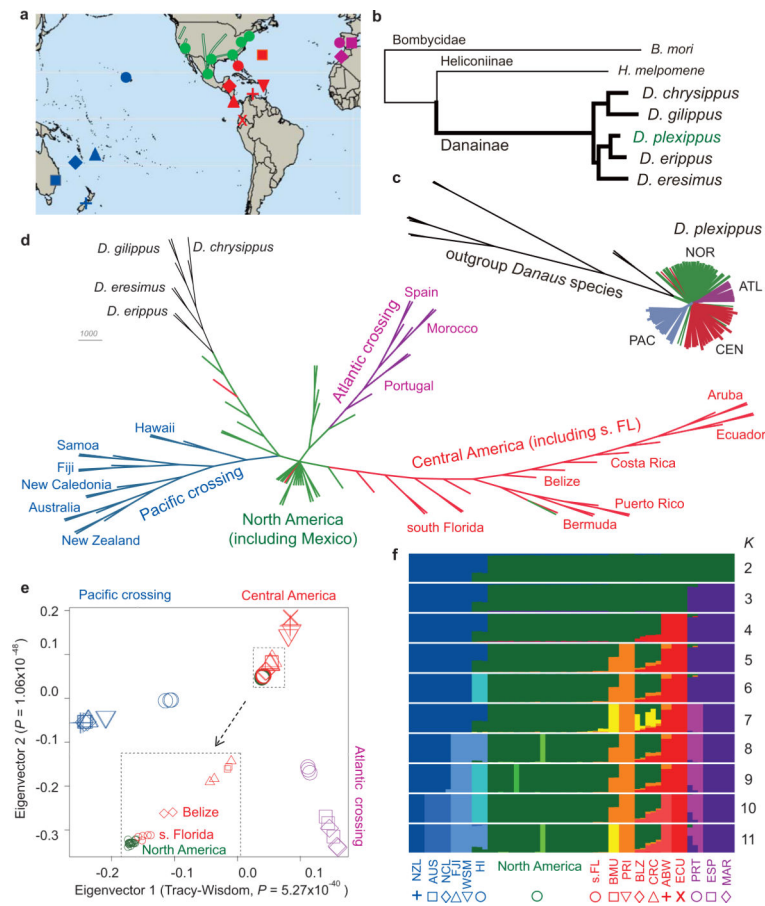 a
b
Bombycidae
B. mori
Heliconiinae
H. melpomene
D. chrysippus
D. gilippus
Danainae
D. plexippus
D. erippus
D. eresimus
c
D. plexippus
NOR
outgroup Danaus species
ATL
PAC
CEN
d
D. gilippus
D. chrysippus
D. eresimus
D. erippus
1000
Spain
Atlantic crossing
Morocco
Portugal
Hawaii
Samoa
Fiji
New Caledonia
Australia
New Zealand
Pacific crossing
North America
(including Mexico)
Central America (including s. FL)
Aruba
Ecuador
Costa Rica
Belize
Puerto Rico
Bermuda
south Florida
e
Pacific crossing
Central America
Eigenvector 2 (P = 1.06x10-48)
0.2
0.1
0.0
-0.1
-0.2
-0.3
Belize
s. Florida
North America
Atlantic crossing
-0.2
-0.1
0.0
0.1
Eigenvector 1 (Tracy-Wisdom, P = 5.27x10-40)
f
K
2
3
4
5
6
7
8
9
10
11
NZL
AUS
NCL
FJI
WSM
HI
North America
s.FL
BMU
PRI
BLZ
CRC
ABW
ECU
PRT
ESP
MAR